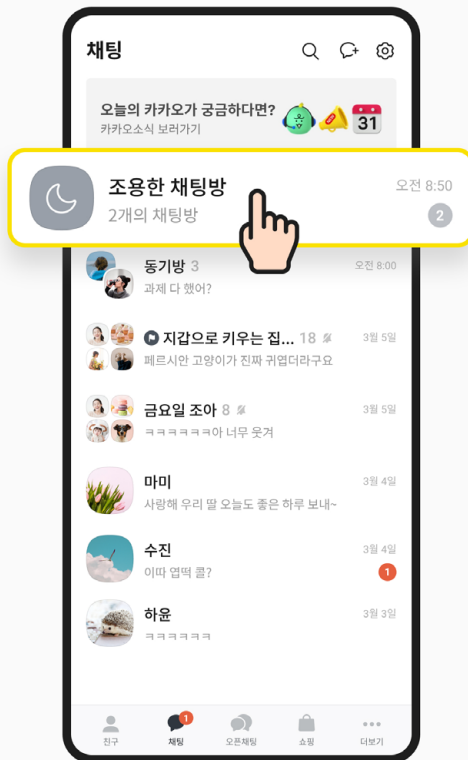 채팅
오늘의 카카오가 궁금하다면?
카카오소식 보러가기
31
조용한 채팅방
오전 8:50
2개의 채팅방
2
동기방 3
오전 8:00
과제 다 했어?
지갑으로 키우는 집... 18
3월 5일
페르시안 고양이가 진짜 귀엽더라구요
금요일 조아 8
3월 5일
ㅋㅋㅋㅋㅋㅋ아 너무 웃겨
마미
3월 4일
사랑해 우리 딸 오늘도 좋은 하루 보내~
수진
3월 4일
이따 엽떡 콜?
1
하윤
3월 3일
ㅋㅋㅋㅋㅋㅋ
1
친구
채팅
오픈채팅
쇼핑
더보기